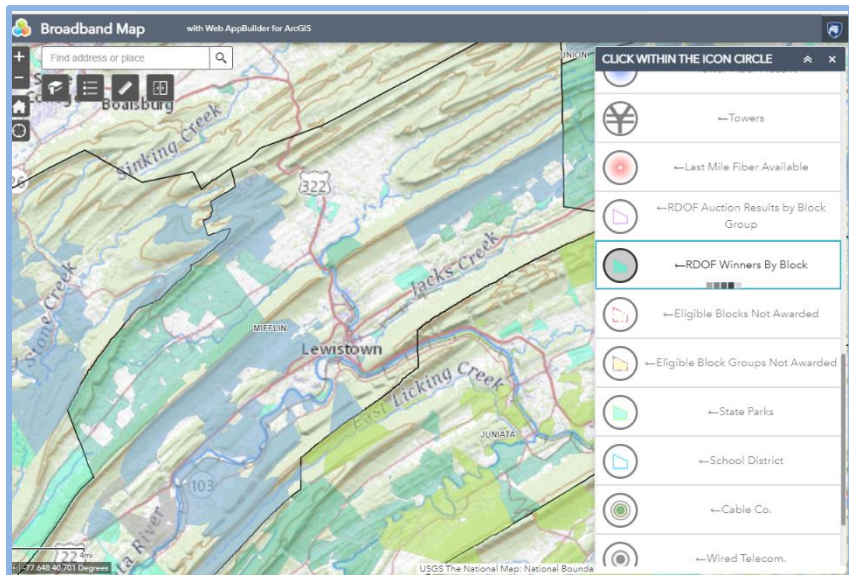 Broadband Map
with Web AppBuilder for ArcGIS
Find address or place
CLICK WITHIN THE ICON CIRCLE
UNION
Boalsburg
Sinking Creek
322
Jacks Creek
Stone Creek
MIFFLIN
Lewistown
East Licking Creek
JUNIATA
103
River
322
4mi
-77.648 40.701 Degrees
USGS The National Map: National Bounda
←Towers
←Last Mile Fiber Available
←RDOF Auction Results by Block
Group
←RDOF Winners By Block
←Eligible Blocks Not Awarded
←Eligible Block Groups Not Awarded
←State Parks
←School District
←Cable Co.
←Wired Telecom.